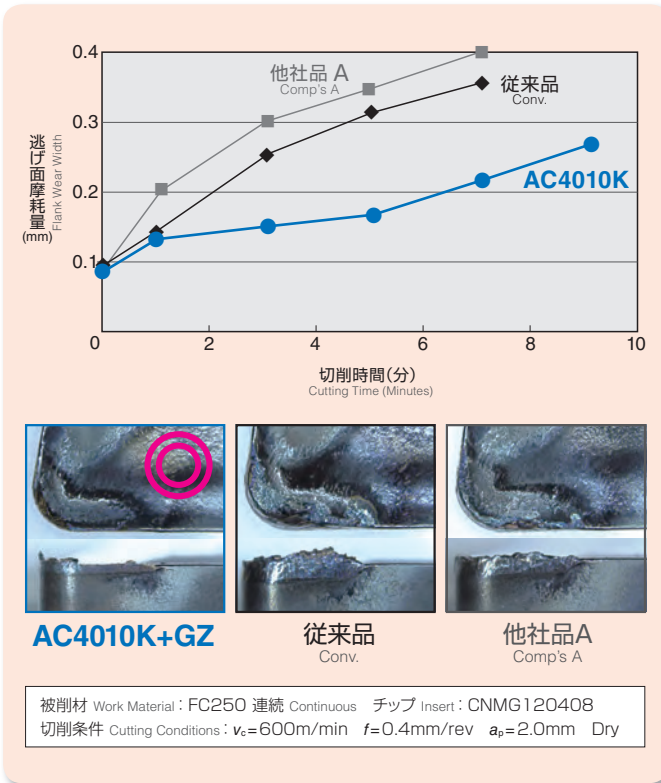 0.4
0.3
0.2
0.1
0
2
4
6
8
10
逃げ面摩耗量
(mm)
Flank Wear Width
他社品 A
Comp's A
従来品
Conv.
AC4010K
切削時間(分)
Cutting Time (Minutes)
AC4010K+GZ
従来品
Conv.
他社品A
Comp's A
被削材 Work Material : FC250 連続 Continuous チップ Insert : CNMG120408
切削条件 Cutting Conditions : vc=600m/min f=0.4mm/rev ap=2.0mm Dry